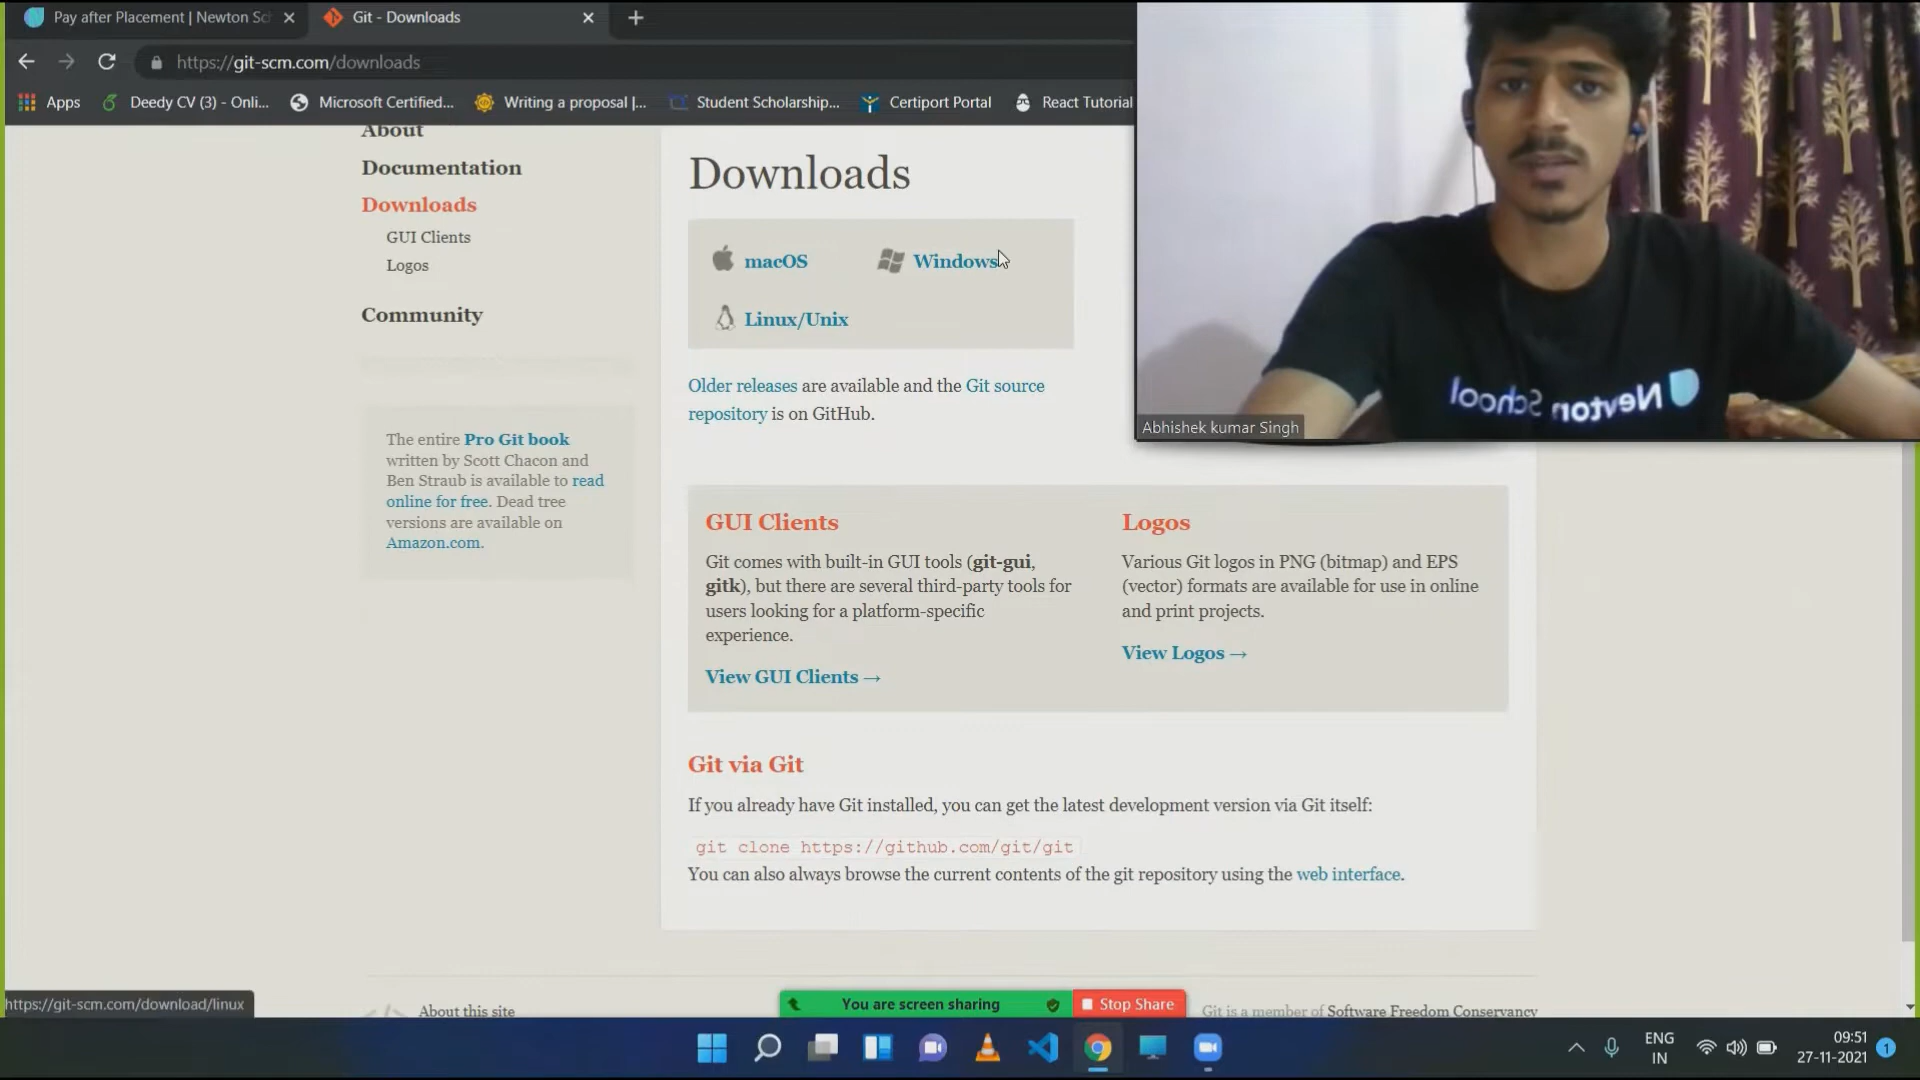 Pay after Placement | Newton Sc
Git - Downloads
https://git-scm.com/downloads
Apps
Deedy CV (3) - Onli...
Microsoft Certified...
Writing a proposal |...
Student Scholarship...
Certiport Portal
React Tutorial
About
Documentation
Downloads
GUI Clients
Logos
Community
The entire Pro Git book
written by Scott Chacon and
Ben Straub is available to read
online for free. Dead tree
versions are available on
Amazon.com.
Downloads
macOS
Windows
Linux/Unix
Older releases are available and the Git source
repository is on GitHub.
GUI Clients
Git comes with built-in GUI tools (git-gui,
gitk), but there are several third-party tools for
users looking for a platform-specific
experience.
View GUI Clients →
Logos
Various Git logos in PNG (bitmap) and EPS
(vector) formats are available for use in online
and print projects.
View Logos →
Git via Git
If you already have Git installed, you can get the latest development version via Git itself:
git clone https://github.com/git/git
You can also always browse the current contents of the git repository using the web interface.
Newton School
Abhishek kumar Singh
https://git-scm.com/download/linux
About this site
You are screen sharing
Stop Share
Git is a member of Software Freedom Conservancy
ENG
IN
09:51
27-11-2021
1